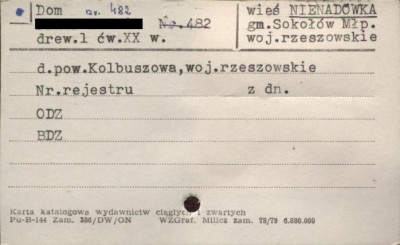 Dom nr. 482 wieś NIENADÓWKA
Nr. 482 gm.Sokołów Młp.
drew.1 ćw.XX w. woj.rzeszowskie
d.pow.Kolbuszowa,woj.rzeszowskie
Nr.rejestru z dn.
ODZ
BDZ
Karta katalogowa wydawnictw ciągłych i zwartych
Pu-B-144 Zam. 386/DW/ON WZGraf. Milicz zam. 78/79 6.880.000